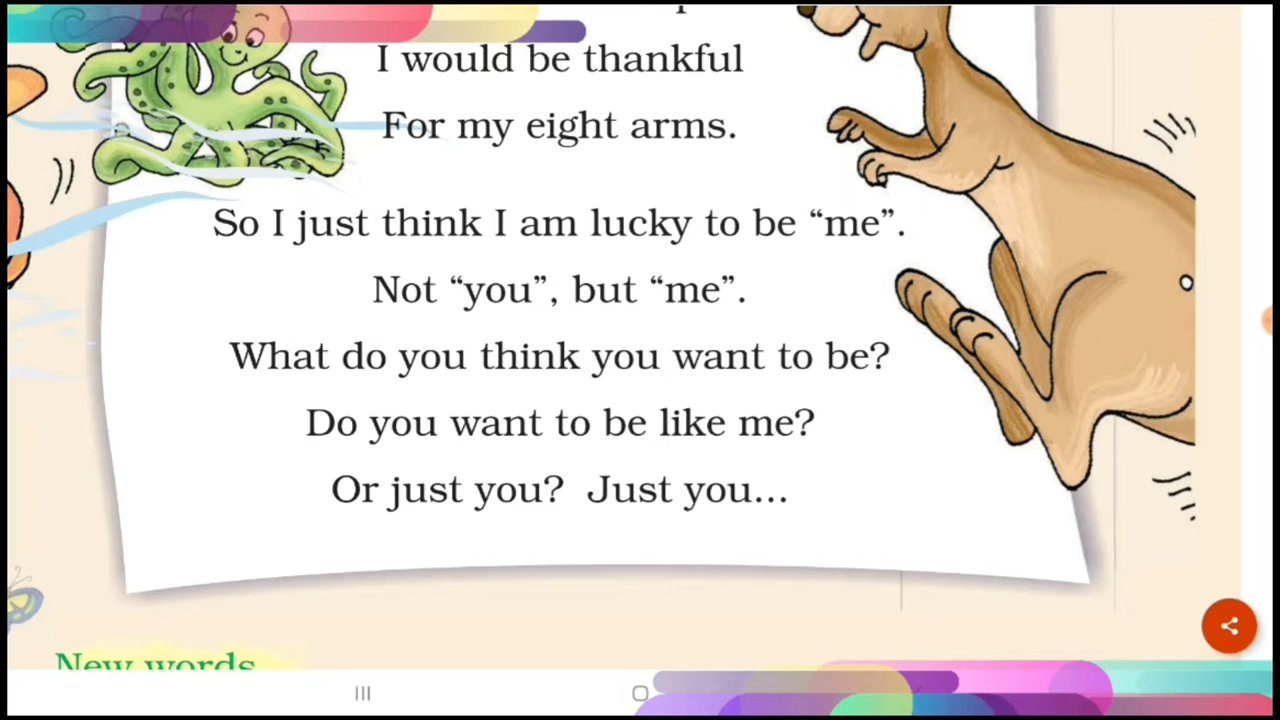 I would be thankful
For my eight arms.
So I just think I am lucky to be “me”.
Not “you”, but “me”.
What do you think you want to be?
Do you want to be like me?
Or just you?  Just you...
New words